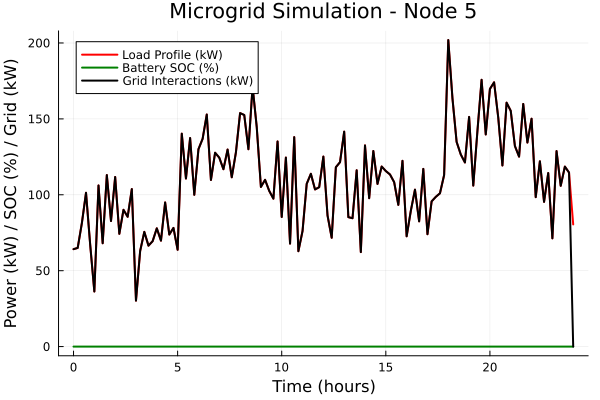 Microgrid Simulation - Node 5
Power (kW) / SOC (%) / Grid (kW)
200
150
100
50
0
Load Profile (kW)
Battery SOC (%)
Grid Interactions (kW)
0 5 10 15 20
Time (hours)